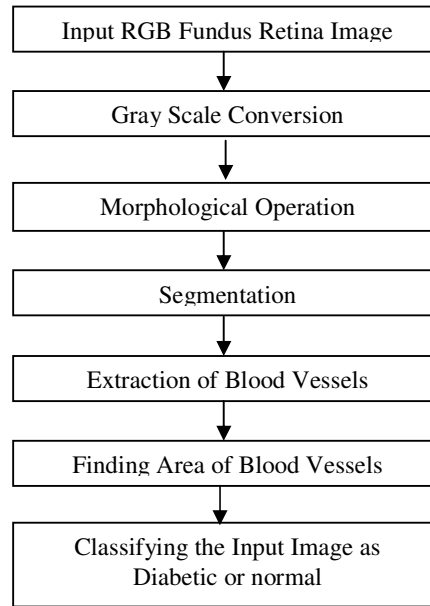 Input RGB Fundus Retina Image
Gray Scale Conversion
Morphological Operation
Segmentation
Extraction of Blood Vessels
Finding Area of Blood Vessels
Classifying the Input Image as
Diabetic or normal